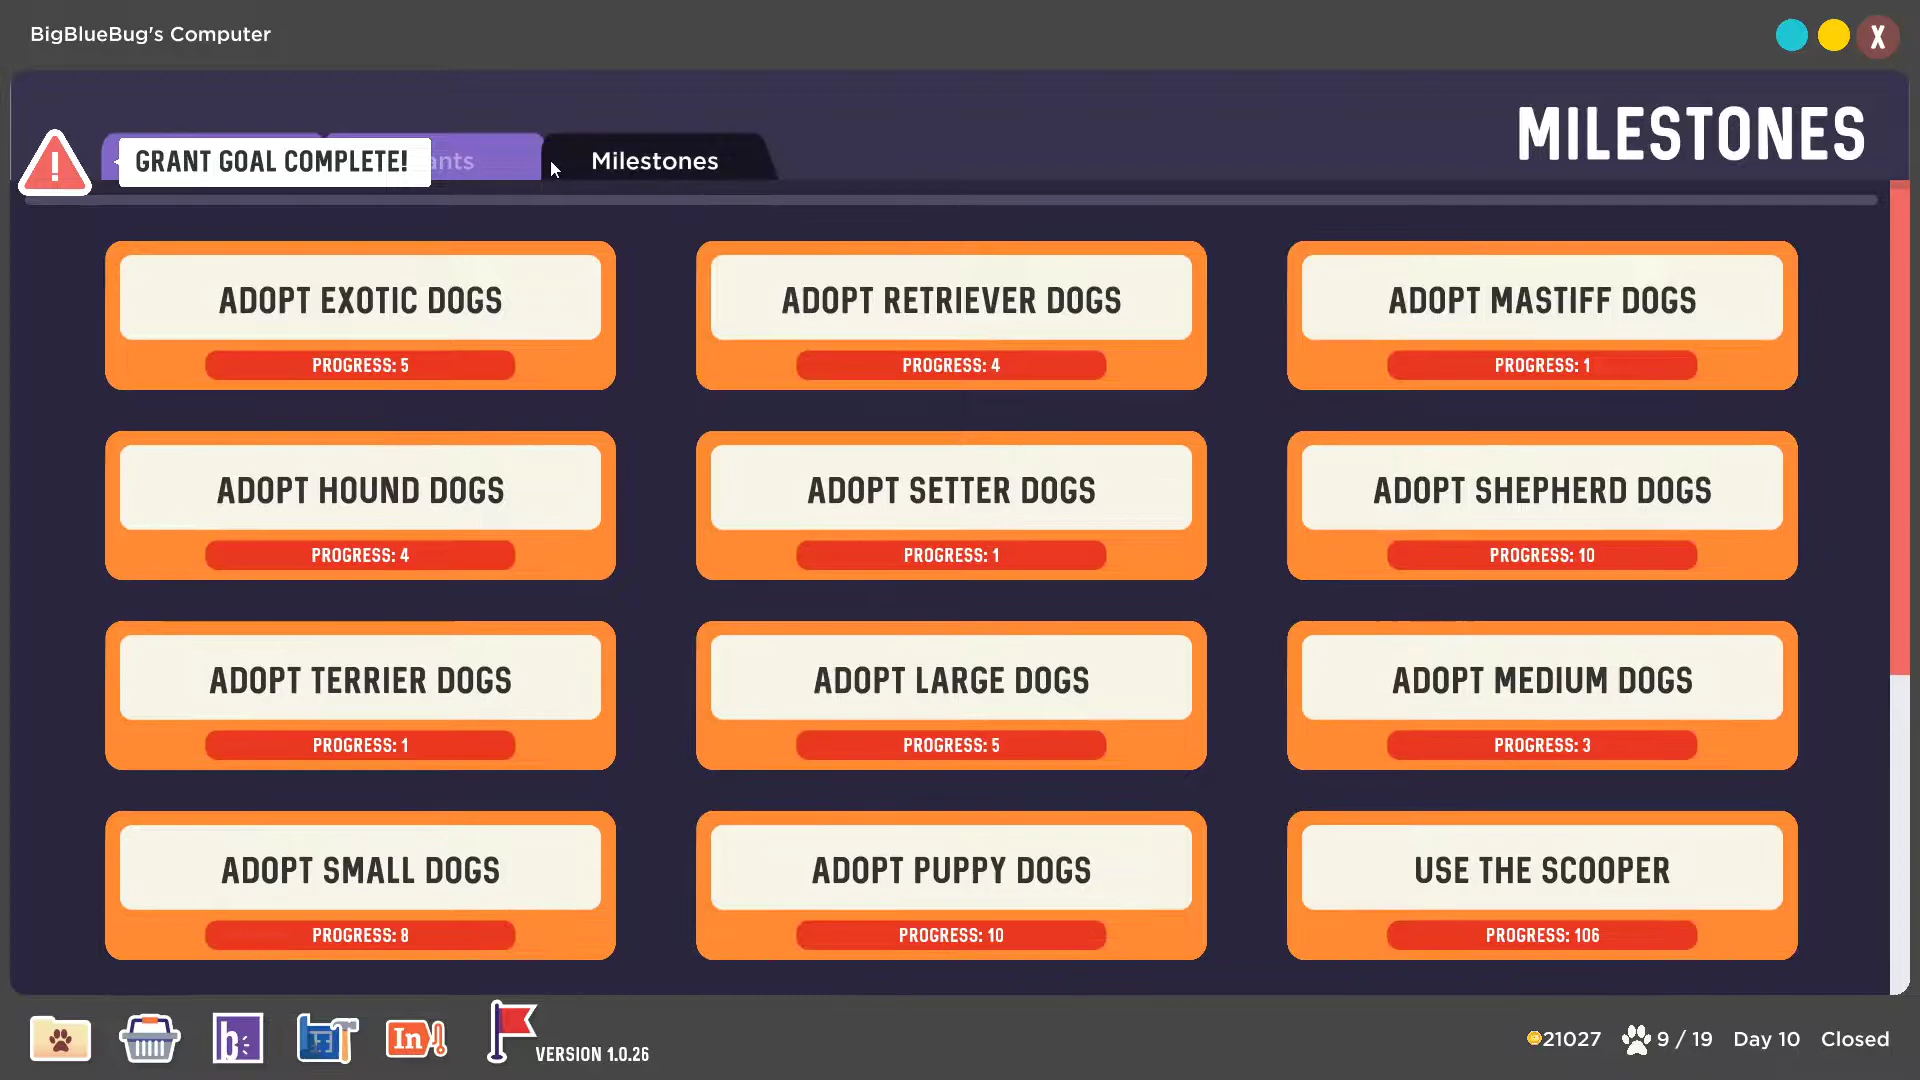 BigBlueBug's Computer
X
MILESTONES
GRANT GOAL COMPLETE!
ants
Milestones
ADOPT EXOTIC DOGS
PROGRESS: 5
ADOPT RETRIEVER DOGS
PROGRESS: 4
ADOPT MASTIFF DOGS
PROGRESS: 1
ADOPT HOUND DOGS
PROGRESS: 4
ADOPT SETTER DOGS
PROGRESS: 1
ADOPT SHEPHERD DOGS
PROGRESS: 10
ADOPT TERRIER DOGS
PROGRESS: 1
ADOPT LARGE DOGS
PROGRESS: 5
ADOPT MEDIUM DOGS
PROGRESS: 3
ADOPT SMALL DOGS
PROGRESS: 8
ADOPT PUPPY DOGS
PROGRESS: 10
USE THE SCOOPER
PROGRESS: 106
b
In
VERSION 1.0.26
21027
9 / 19
Day 10
Closed